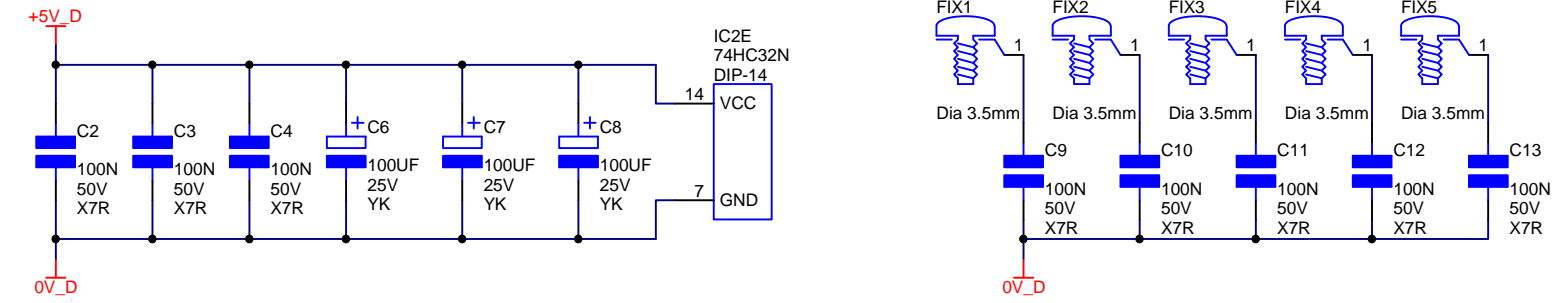 +5V_D
C2
100N
50V
X7R
C3
100N
50V
X7R
C4
100N
50V
X7R
+
C6
100UF
25V
YK
+
C7
100UF
25V
YK
+
C8
100UF
25V
YK
IC2E
74HC32N
DIP-14
14
VCC
7
GND
0V_D
FIX1
1
Dia 3.5mm
FIX2
1
Dia 3.5mm
FIX3
1
Dia 3.5mm
FIX4
1
Dia 3.5mm
FIX5
1
Dia 3.5mm
C9
100N
50V
X7R
C10
100N
50V
X7R
C11
100N
50V
X7R
C12
100N
50V
X7R
C13
100N
50V
X7R
0V_D